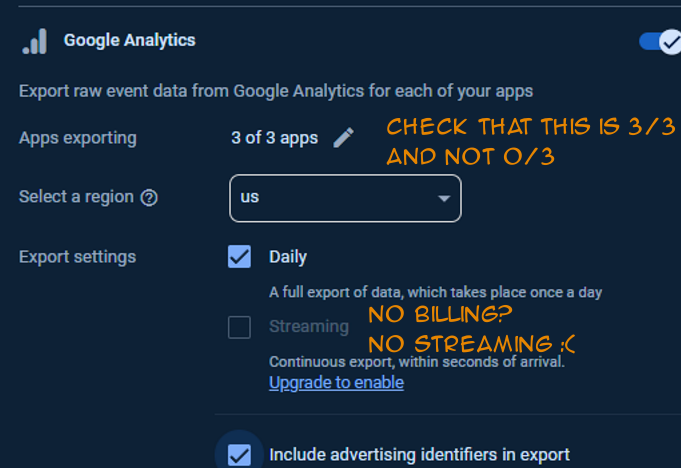 Google Analytics
Export raw event data from Google Analytics for each of your apps
Apps exporting
3 of 3 apps
CHECK THAT THIS IS 3/3
AND NOT 0/3
Select a region
us
Export settings
Daily
A full export of data, which takes place once a day
Streaming
NO BILLING?
NO STREAMING :(
Continuous export, within seconds of arrival.
Upgrade to enable
Include advertising identifiers in export